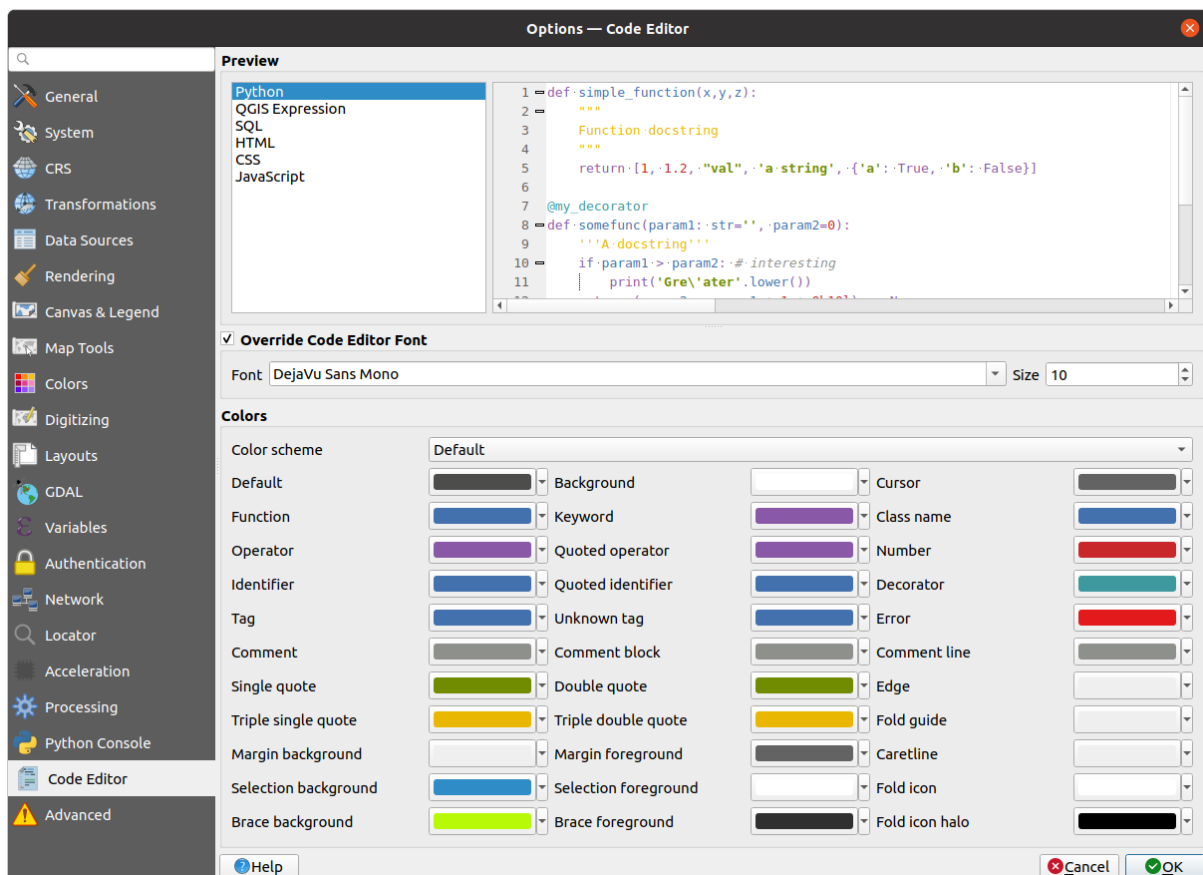 Options — Code Editor
General
System
CRS
Transformations
Data Sources
Rendering
Canvas & Legend
Map Tools
Colors
Digitizing
Layouts
GDAL
Variables
Authentication
Network
Locator
Acceleration
Processing
Python Console
Code Editor
Advanced
Preview
Python
QGIS Expression
SQL
HTML
CSS
JavaScript
1 def simple_function(x,y,z):
2 """
3 Function docstring
4 """
5 return [1, 1.2, "val", 'a string', {'a': True, 'b': False}]
6
7 @my_decorator
8 def somefunc(param1: str='', param2=0):
9 '''A docstring'''
10 if param1 > param2: # interesting
11 print('Gre\'ater'.lower())
Override Code Editor Font
Font DejaVu Sans Mono Size 10
Colors
Color scheme Default
Default Background Cursor
Function Keyword Class name
Operator Quoted operator Number
Identifier Quoted identifier Decorator
Tag Unknown tag Error
Comment Comment block Comment line
Single quote Double quote Edge
Triple single quote Triple double quote Fold guide
Margin background Margin foreground Caretline
Selection background Selection foreground Fold icon
Brace background Brace foreground Fold icon halo
Help Cancel OK